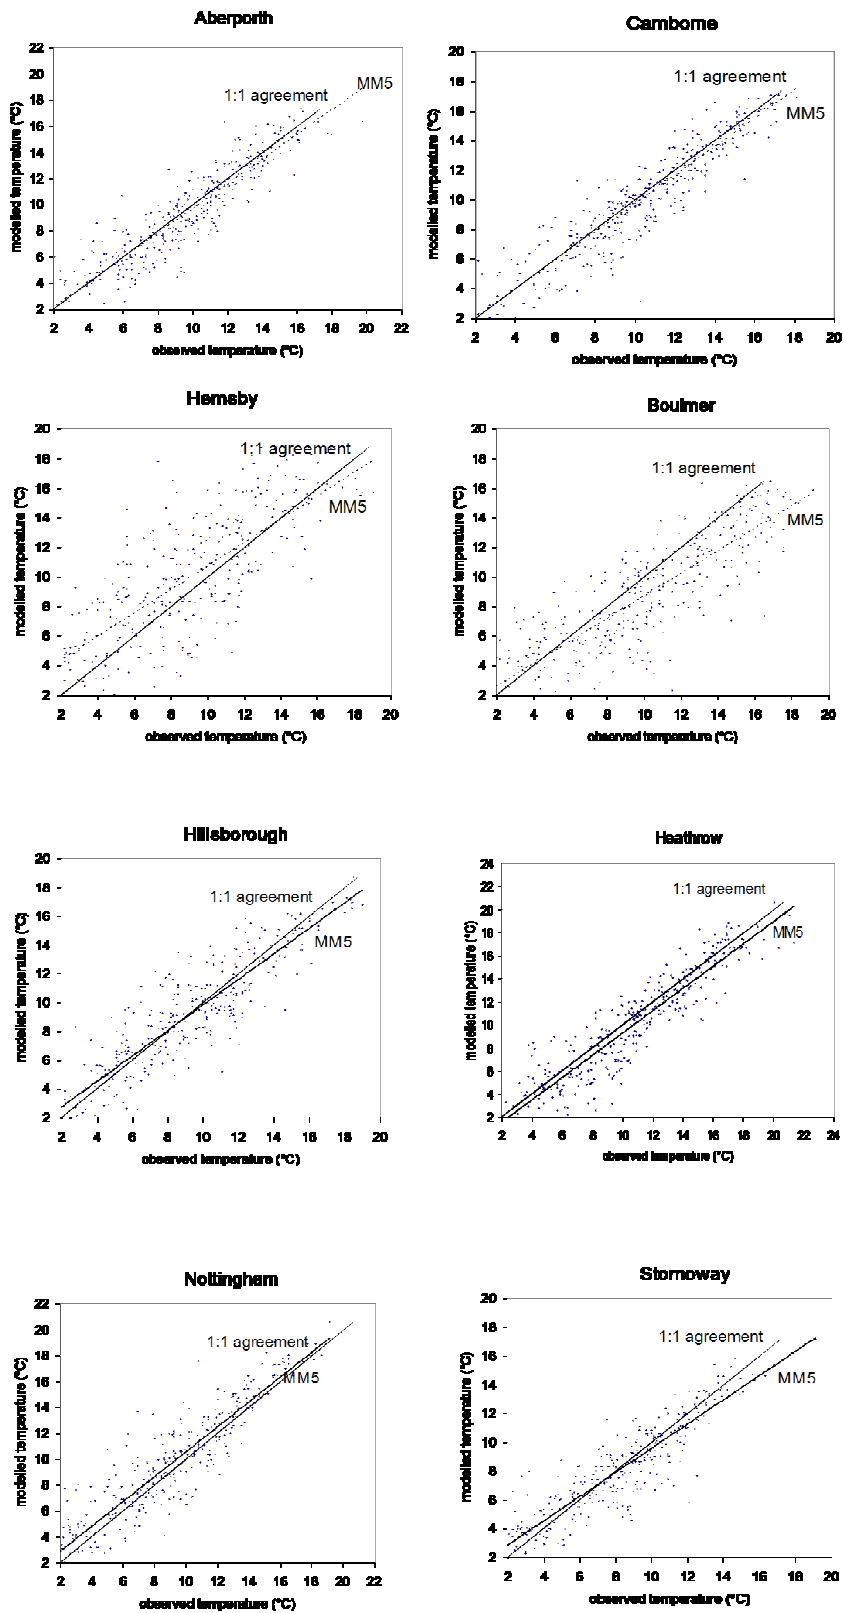 Aberporth
22
20
18
16
14
12
10
8
6
4
2
modelled temperature (°C)
1:1 agreement
MM5
2 4 6 8 10 12 14 16 18 20 22
observed temperature (°C)
Camborne
20
18
16
14
12
10
8
6
4
2
modelled temperature (°C)
1:1 agreement
MM5
2 4 6 8 10 12 14 16 18 20
observed temperature (°C)
Hemsby
20
18
16
14
12
10
8
6
4
2
modelled temperature (°C)
1:1 agreement
MM5
2 4 6 8 10 12 14 16 18 20
observed temperature (°C)
Boulmer
20
18
16
14
12
10
8
6
4
2
modelled temperature (°C)
1:1 agreement
MM5
2 4 6 8 10 12 14 16 18 20
observed temperature (°C)
Hillsborough
20
18
16
14
12
10
8
6
4
2
modelled temperature (°C)
1:1 agreement
MM5
2 4 6 8 10 12 14 16 18 20
observed temperature (°C)
Heathrow
24
22
20
18
16
14
12
10
8
6
4
2
modelled temperature (°C)
1:1 agreement
MM5
2 4 6 8 10 12 14 16 18 20 22 24
observed temperature (°C)
Nottingham
22
20
18
16
14
12
10
8
6
4
2
modelled temperature (°C)
1:1 agreement
MM5
2 4 6 8 10 12 14 16 18 20 22
observed temperature (°C)
Stornoway
20
18
16
14
12
10
8
6
4
2
modelled temperature (°C)
1:1 agreement
MM5
2 4 6 8 10 12 14 16 18 20
observed temperature (°C)